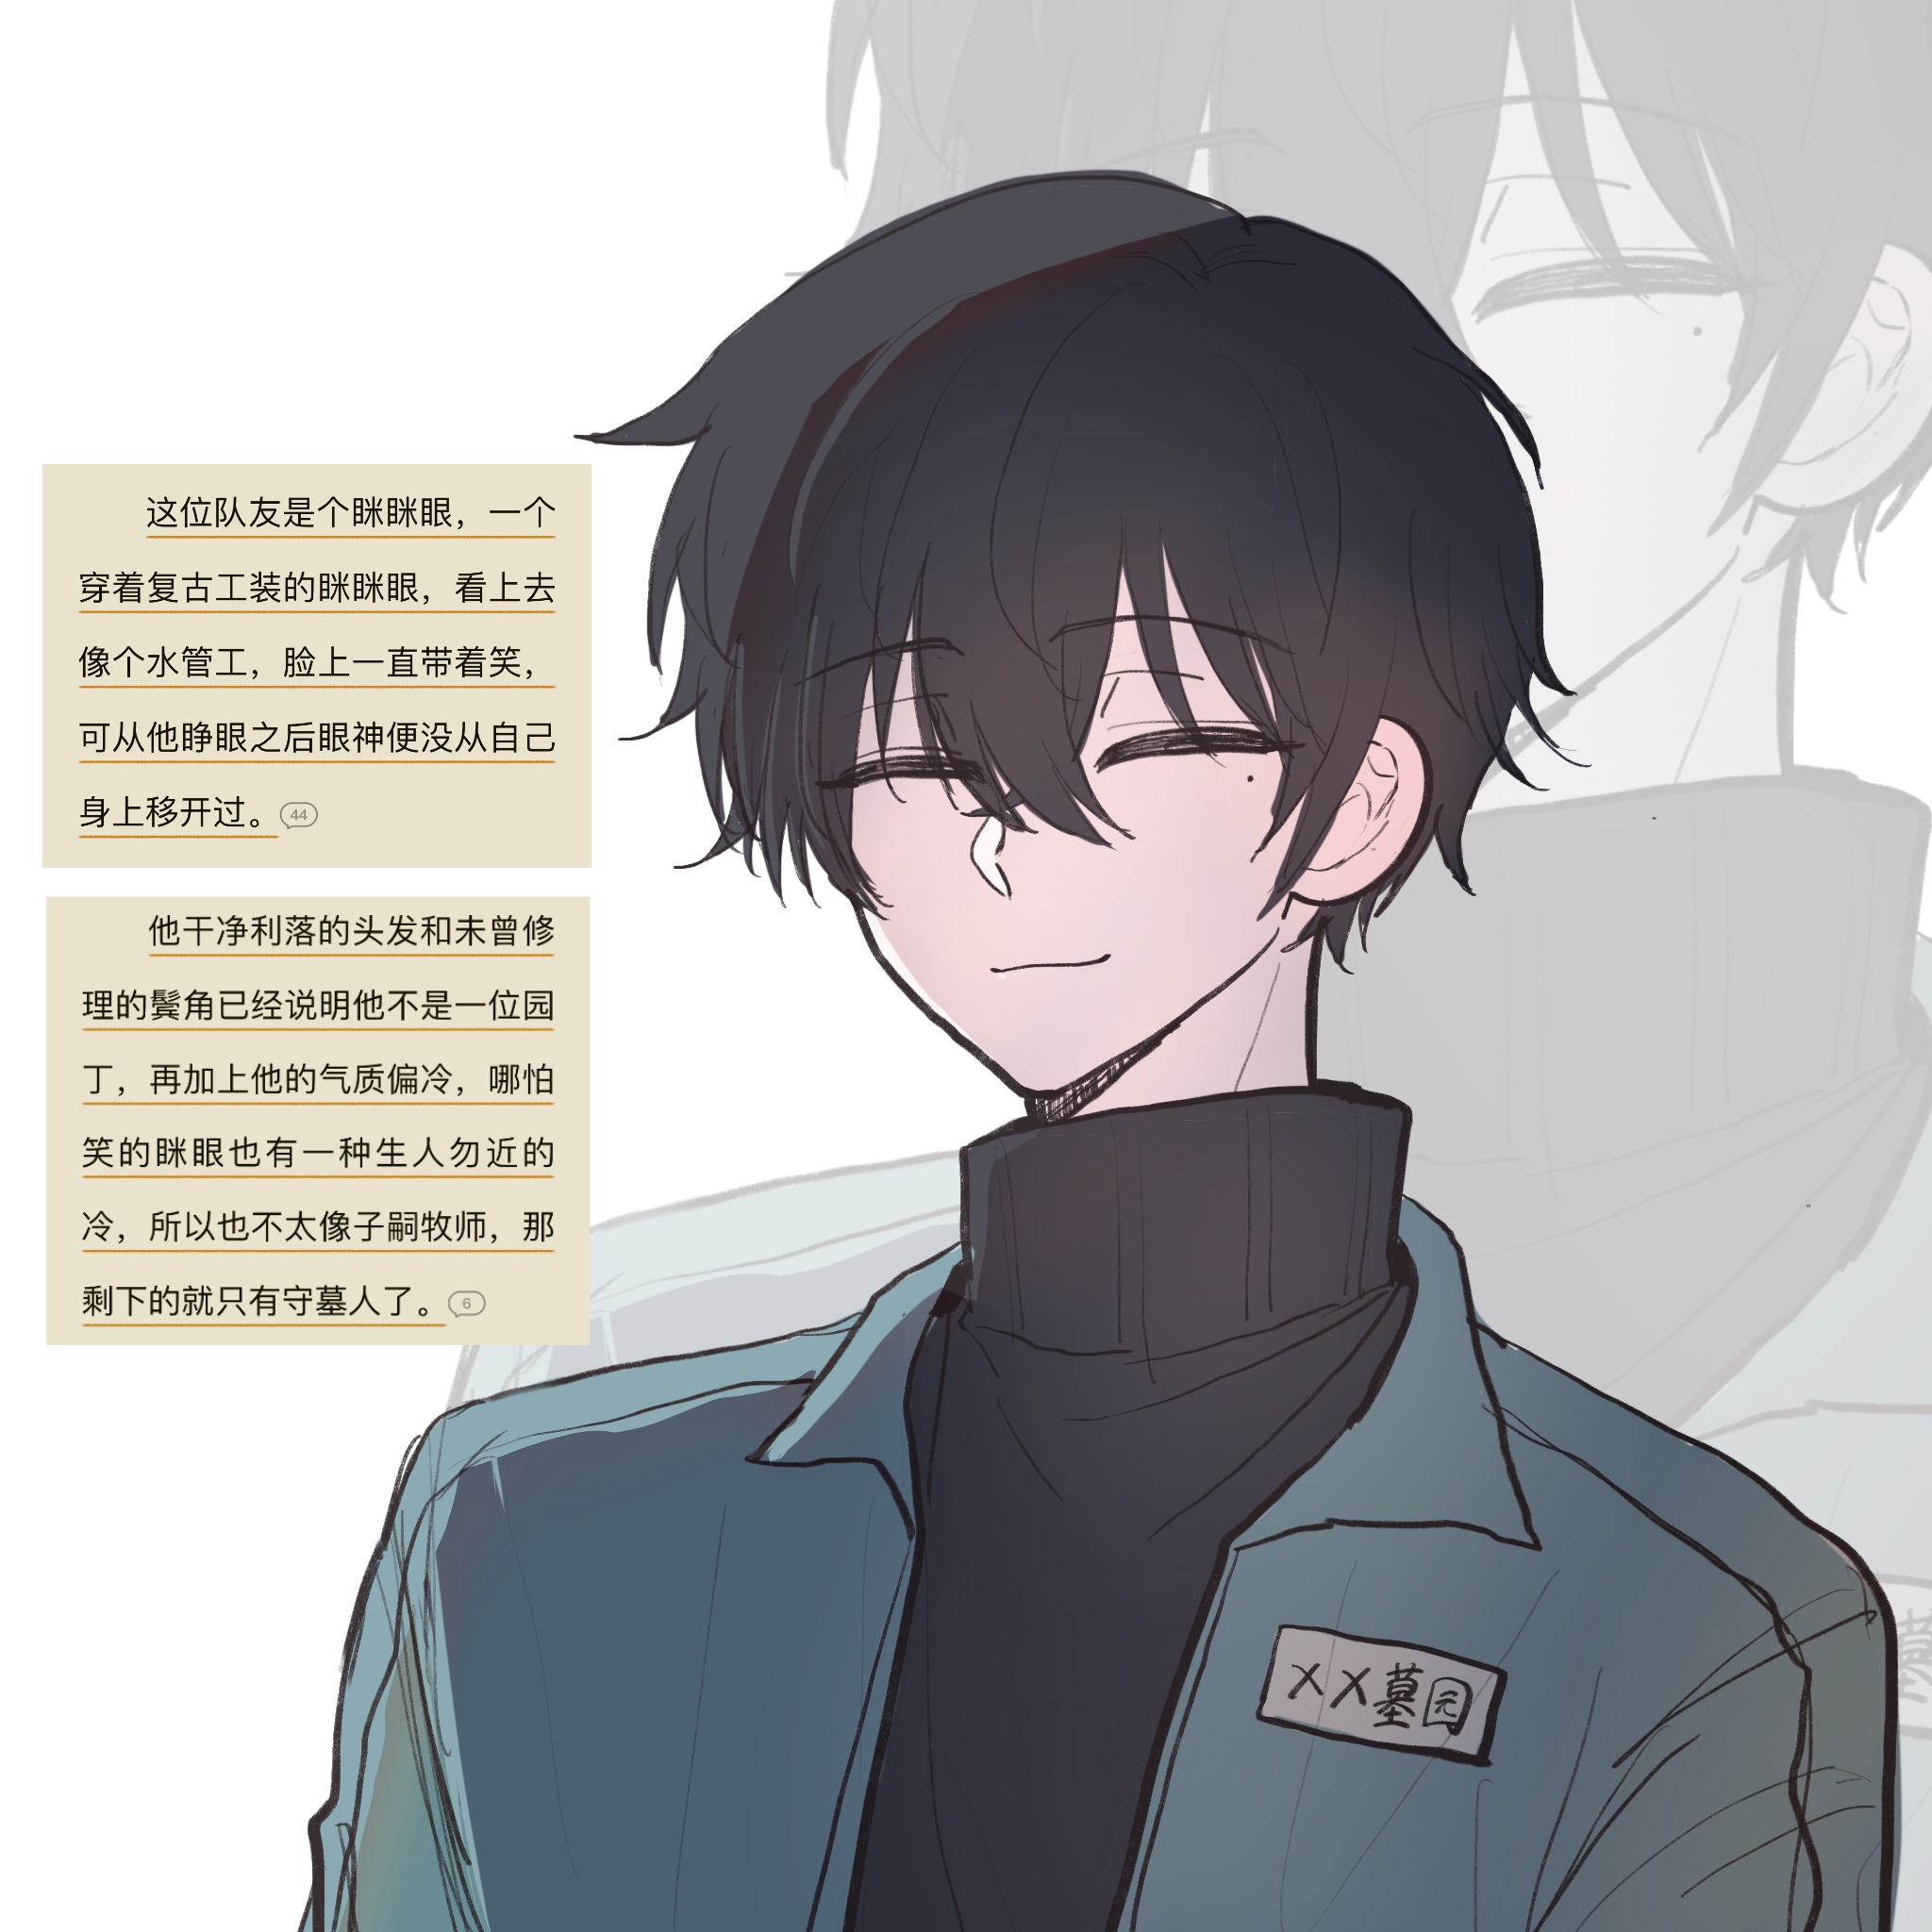 这位队友是个眯眯眼，一个
穿着复古工装的眯眯眼，看上去
像个水管工，脸上一直带着笑，
可从他睁眼之后眼神便没从自己
身上移开过。44
他干净利落的头发和未曾修
理的鬓角已经说明他不是一位园
丁，再加上他的气质偏冷，哪怕
笑的眯眼也有一种生人勿近的
冷，所以也不太像子嗣牧师，那
剩下的就只有守墓人了。6
XX墓园